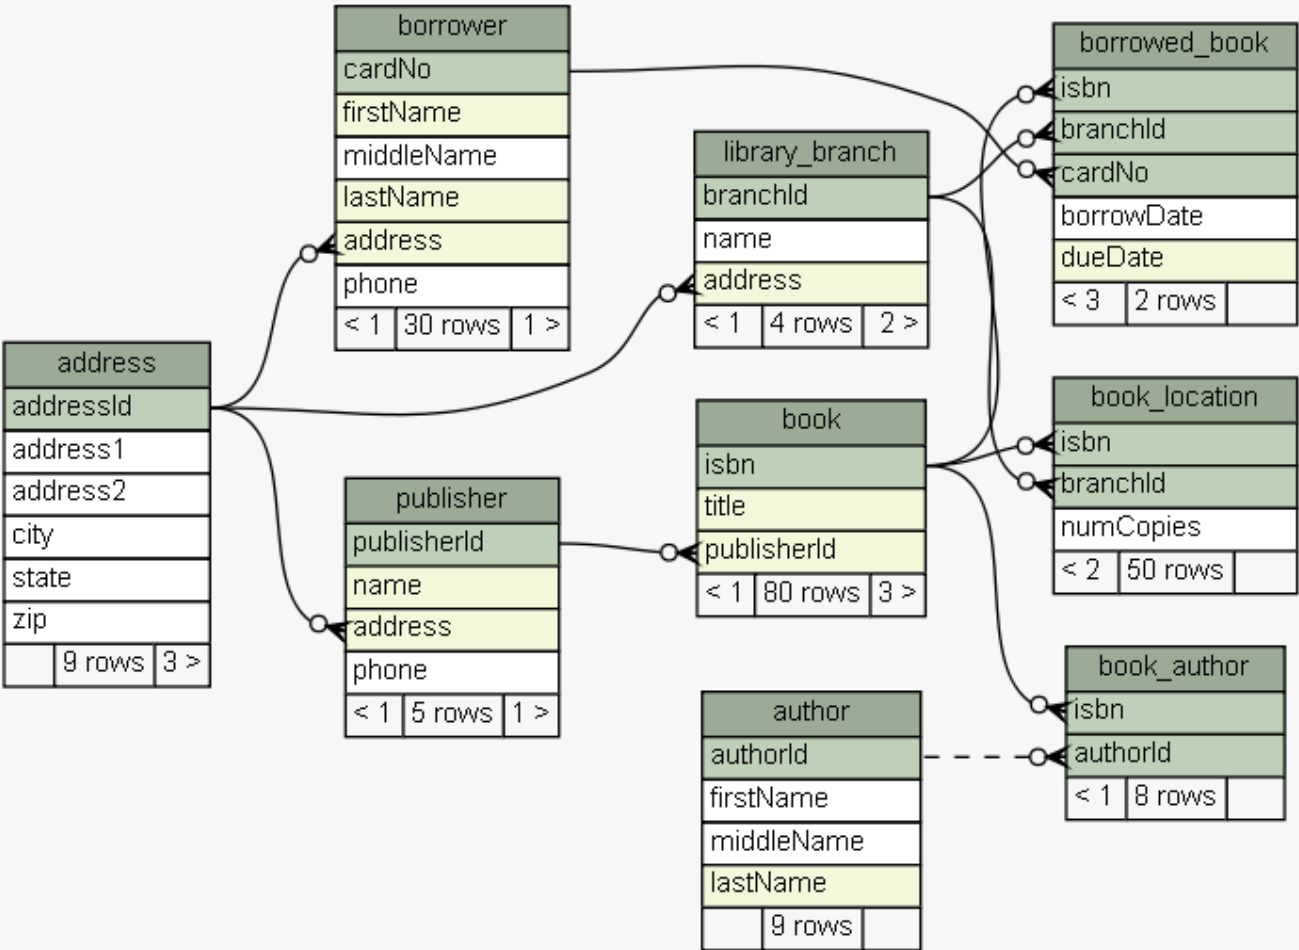 borrower
cardNo
firstName
middleName
lastName
address
phone
< 1 30 rows 1 >
borrowed_book
isbn
branchId
cardNo
borrowDate
dueDate
< 3 2 rows
library_branch
branchId
name
address
< 1 4 rows 2 >
address
addressId
address1
address2
city
state
zip
9 rows 3 >
publisher
publisherId
name
address
phone
< 1 5 rows 1 >
book
isbn
title
publisherId
< 1 80 rows 3 >
book_location
isbn
branchId
numCopies
< 2 50 rows
author
authorId
firstName
middleName
lastName
9 rows
book_author
isbn
authorId
< 1 8 rows